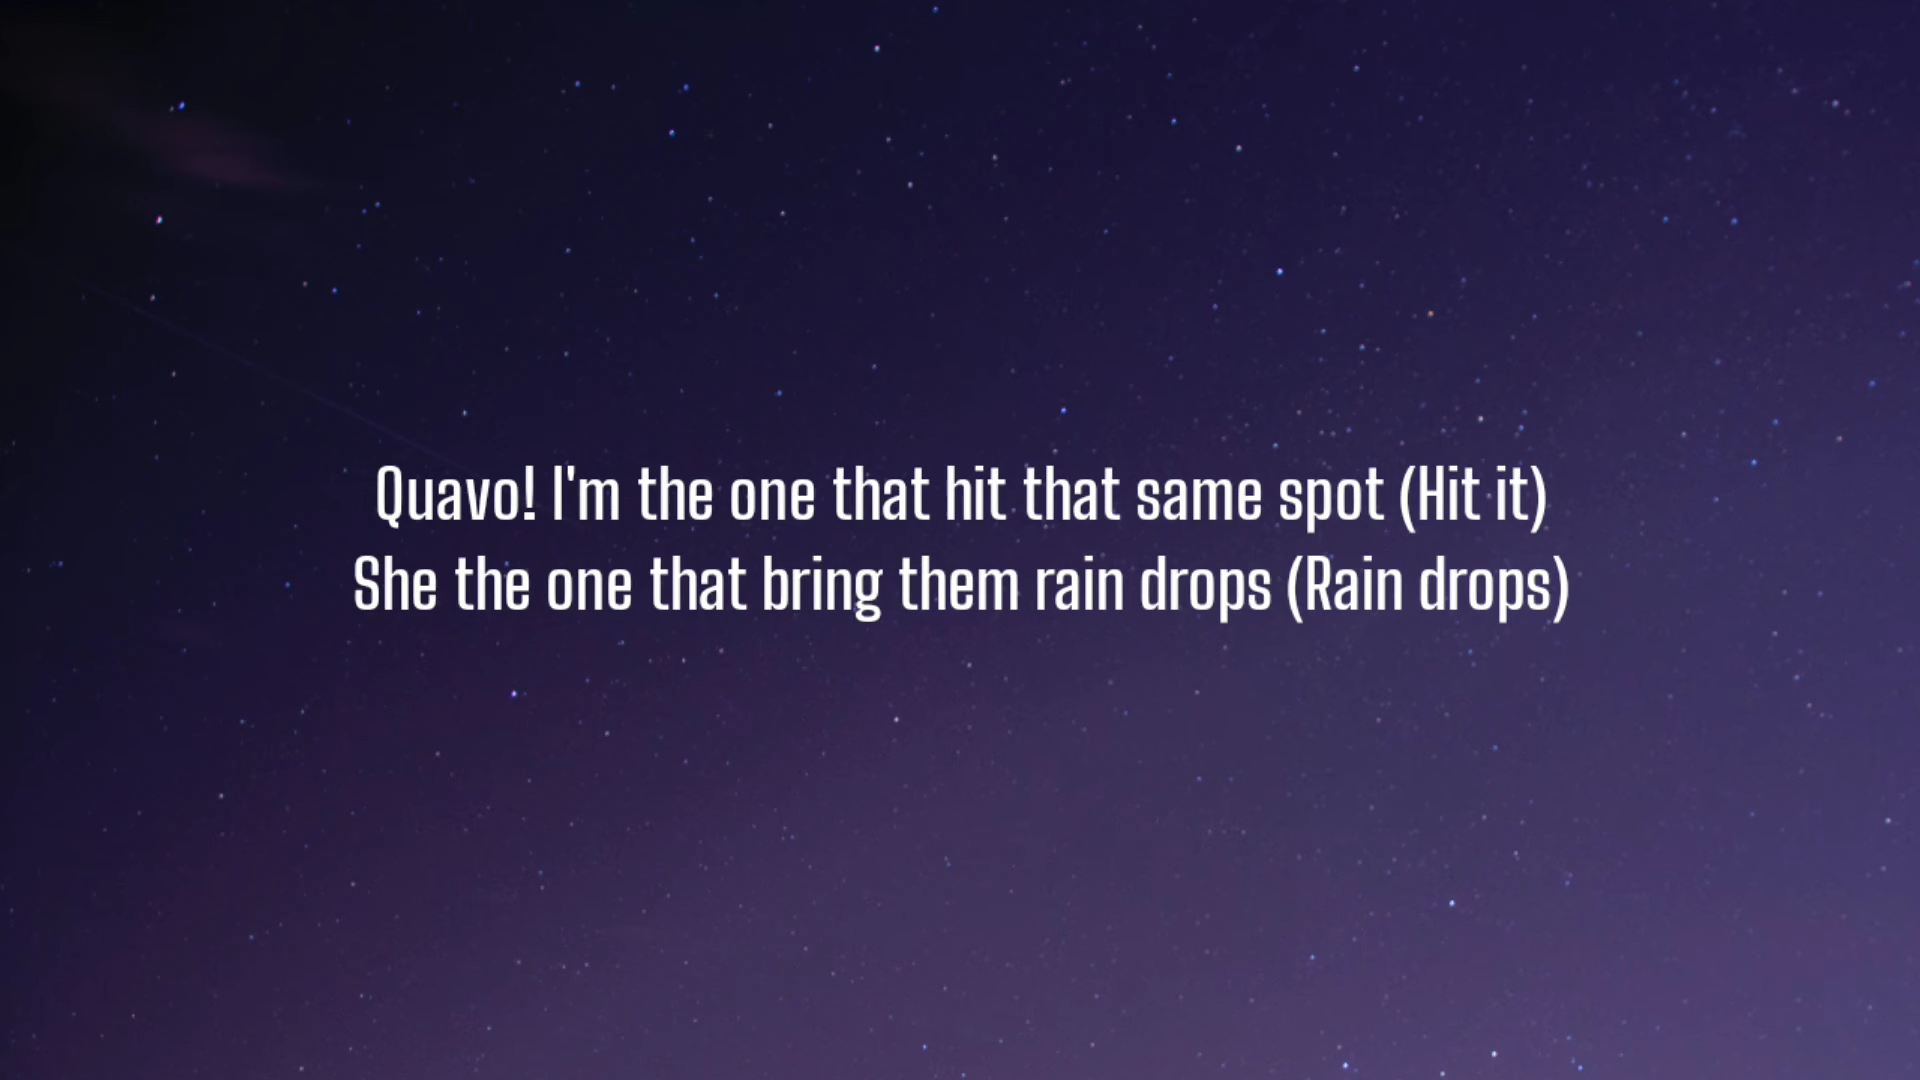 Quavo! I'm the one that hit that same spot (Hit it)
She the one that bring them rain drops (Rain drops)